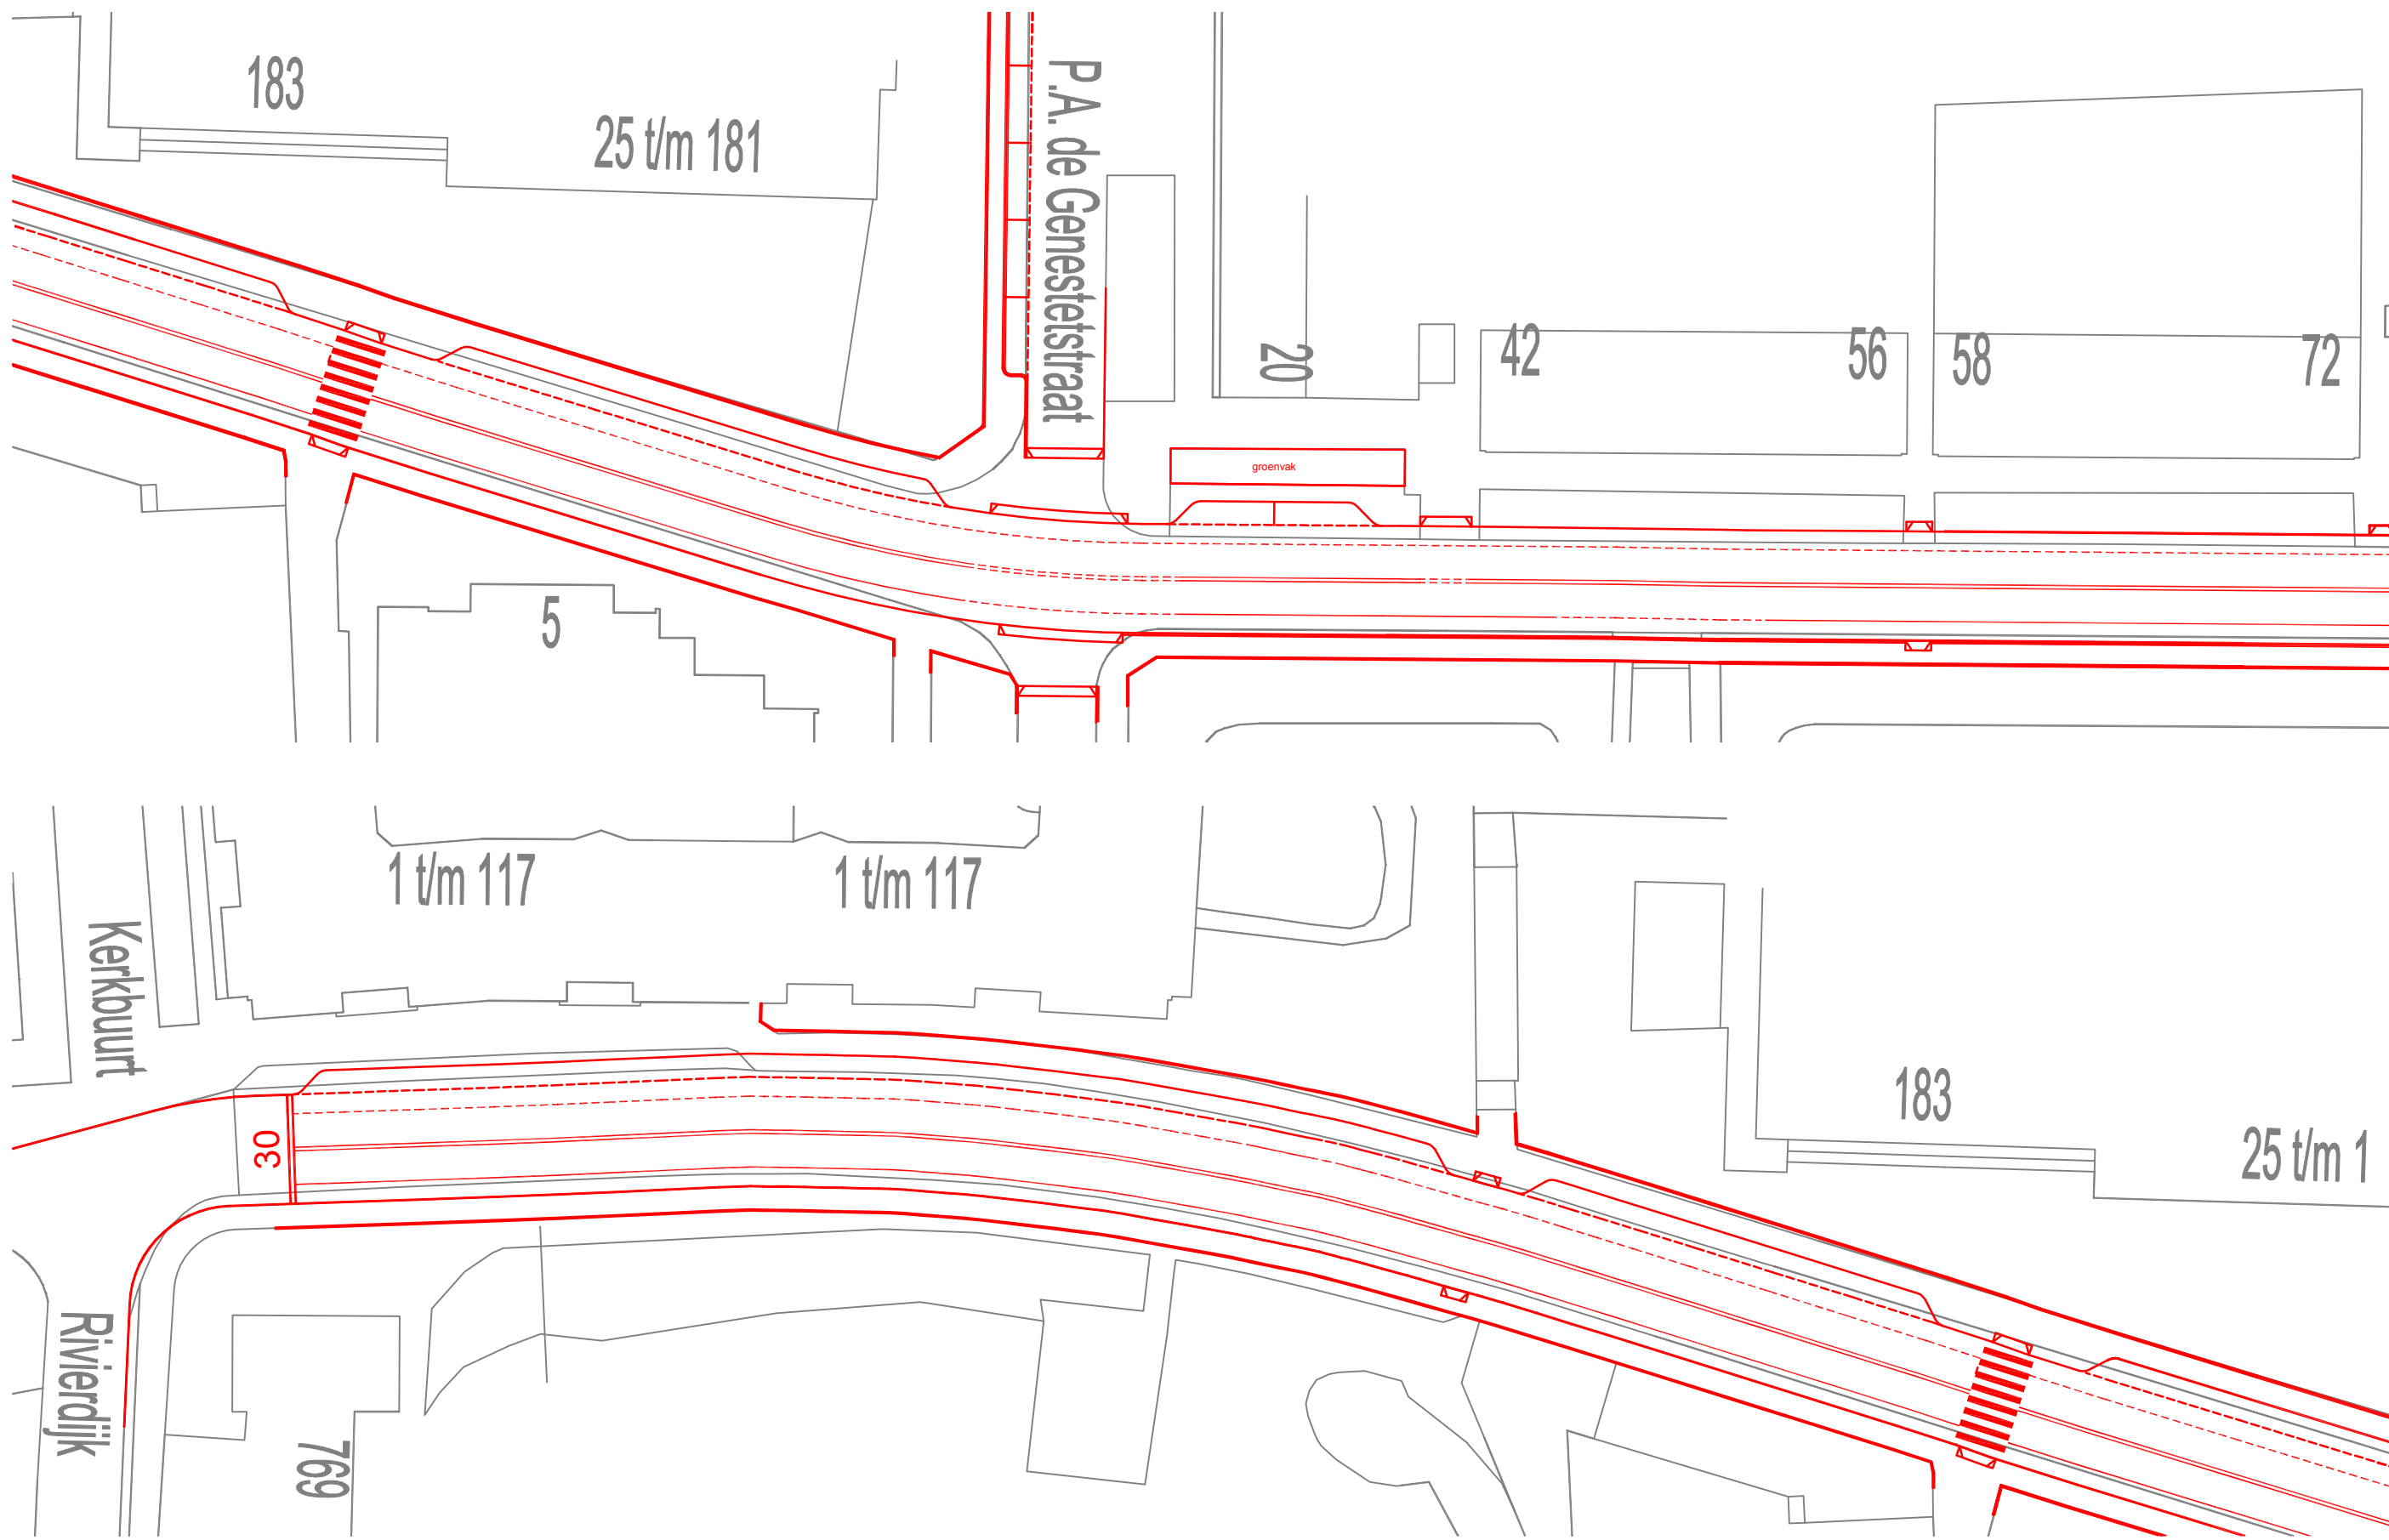 183
25 t/m 181
P.A. de Genestetstraat
20
42
56
58
72
groenvak
5
1 t/m 117
1 t/m 117
Kerkbuurt
183
25 t/m 1
30
Rivierdijk
769